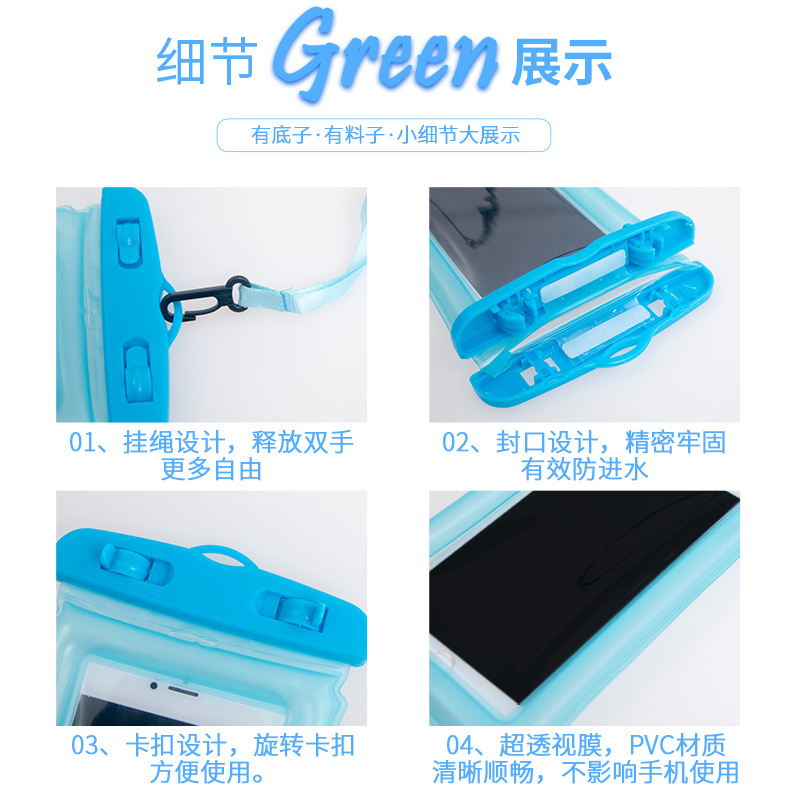 细节 Green 展示
有底子·有料子·小细节大展示
01、挂绳设计，释放双手
更多自由
02、封口设计，精密牢固
有效防进水
03、卡扣设计，旋转卡扣
方便使用。
04、超透视膜，PVC材质
清晰顺畅，不影响手机使用